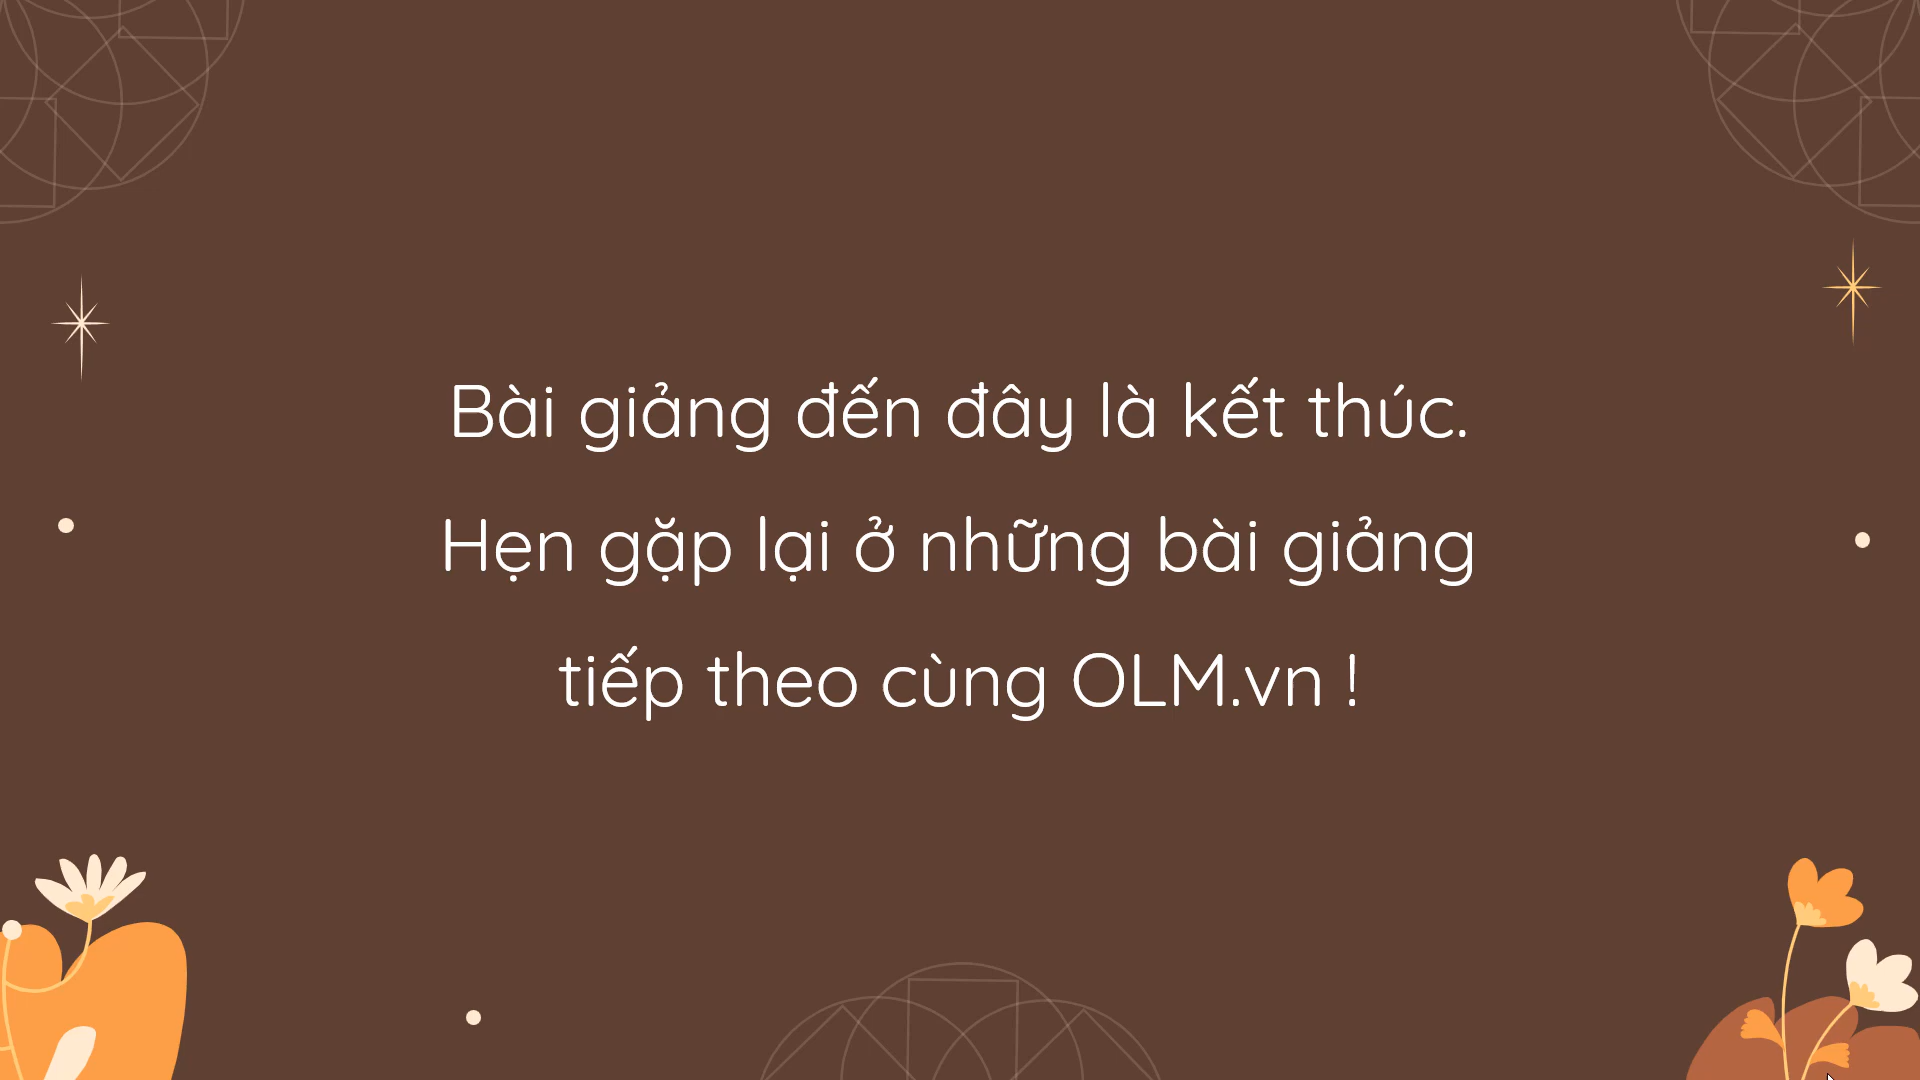 Bài giảng đến đây là kết thúc.
Hẹn gặp lại ở những bài giảng
tiếp theo cùng OLM.vn !